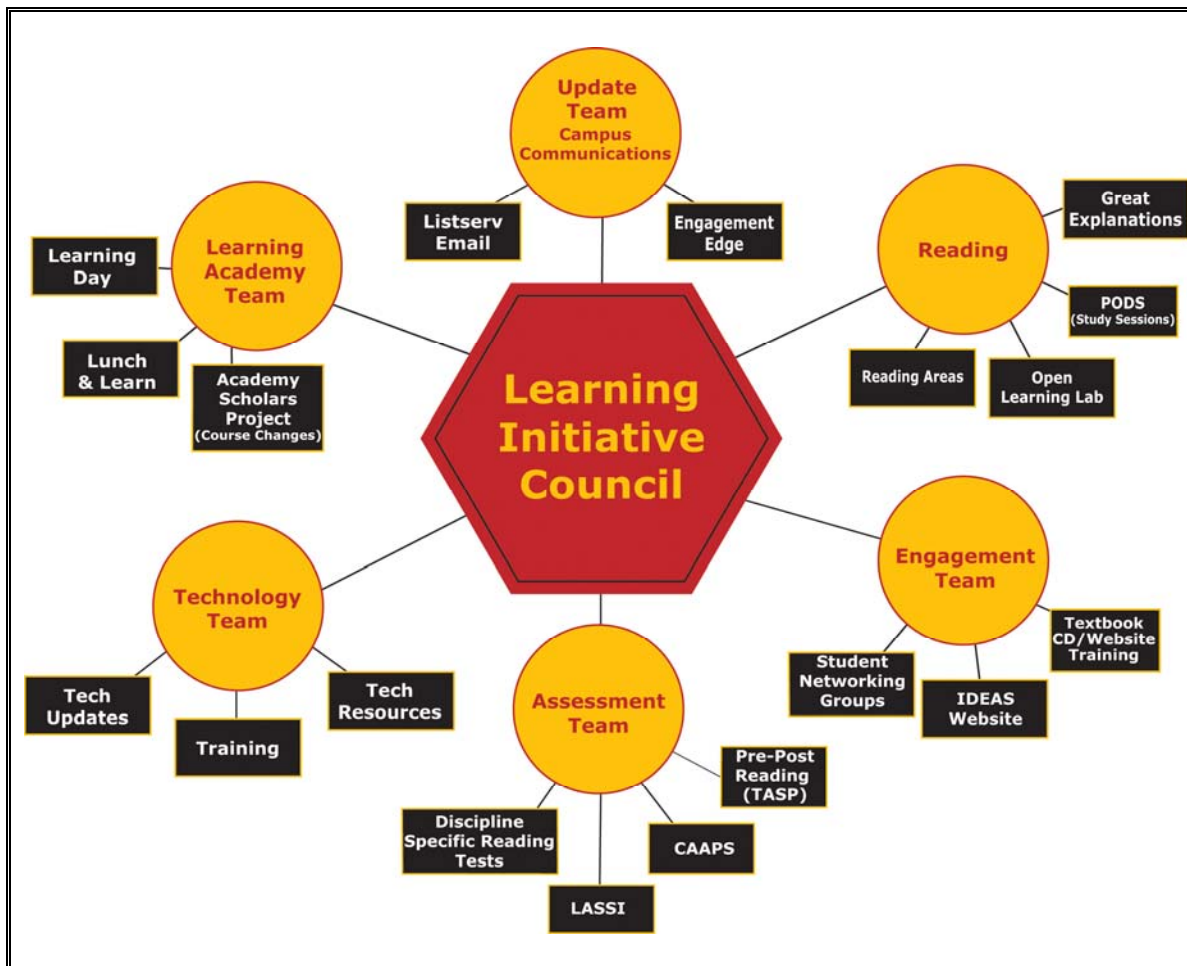 Update
Team
Campus
Communications
Listserv
Email
Engagement
Edge
Learning
Academy
Team
Learning
Day
Lunch
& Learn
Academy
Scholars
Project
(Course Changes)
Reading
Great
Explanations
PODS
(Study Sessions)
Reading Areas
Open
Learning Lab
Learning
Initiative
Council
Technology
Team
Tech
Updates
Training
Tech
Resources
Assessment
Team
Discipline
Specific Reading
Tests
LASSI
CAAPS
Pre-Post
Reading
(TASP)
Engagement
Team
Student
Networking
Groups
IDEAS
Website
Textbook
CD/Website
Training